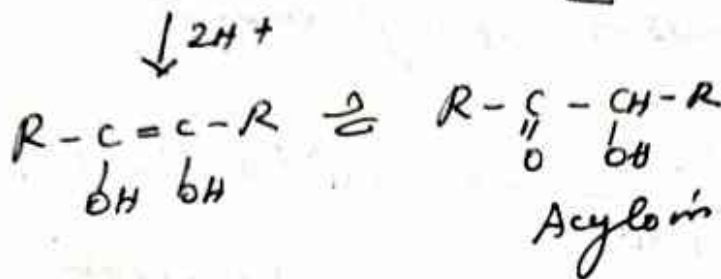 ↓ 2H+
R - C = C - R ⇌ R - C - CH - R
OH OH O OH
Acyloin